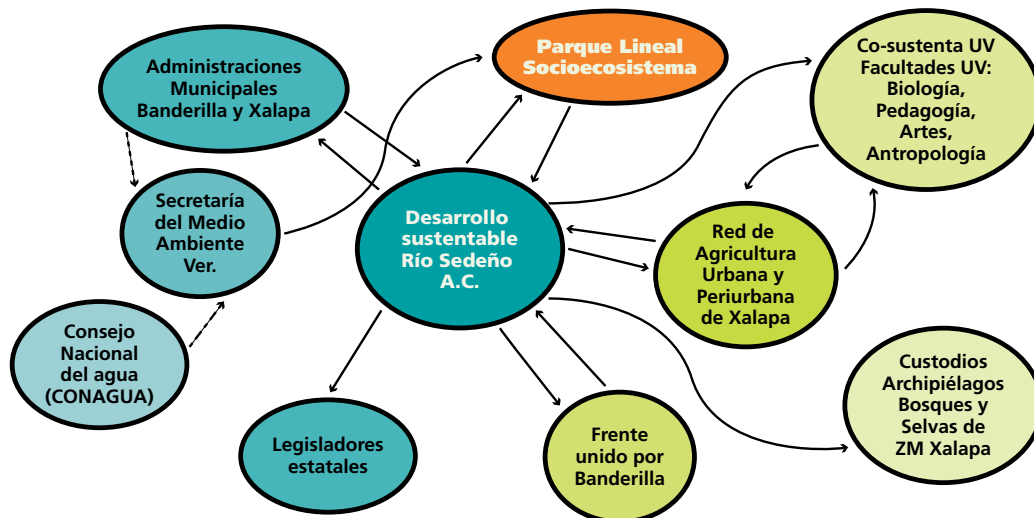 Administraciones
Municipales
Banderilla y Xalapa
Parque Lineal
Socioecosistema
Co-sustenta UV
Facultades UV:
Biología,
Pedagogía,
Artes,
Antropología
Secretaría
del Medio
Ambiente
Ver.
Desarrollo
sustentable
Río Sedeño
A.C.
Red de
Agricultura
Urbana y
Periurbana
de Xalapa
Consejo
Nacional
del agua
(CONAGUA)
Custodios
Archipiélagos
Bosques y
Selvas de
ZM Xalapa
Legisladores
estatales
Frente
unido por
Banderilla